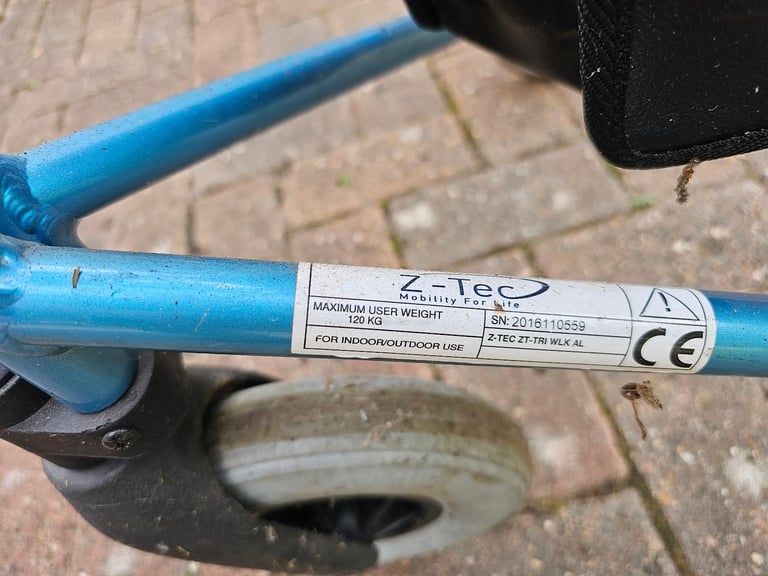 Z-Tec
Mobility For Life
MAXIMUM USER WEIGHT
120 KG
FOR INDOOR/OUTDOOR USE
SN: 2016110559
Z-TEC ZT-TRI WLK AL
CE